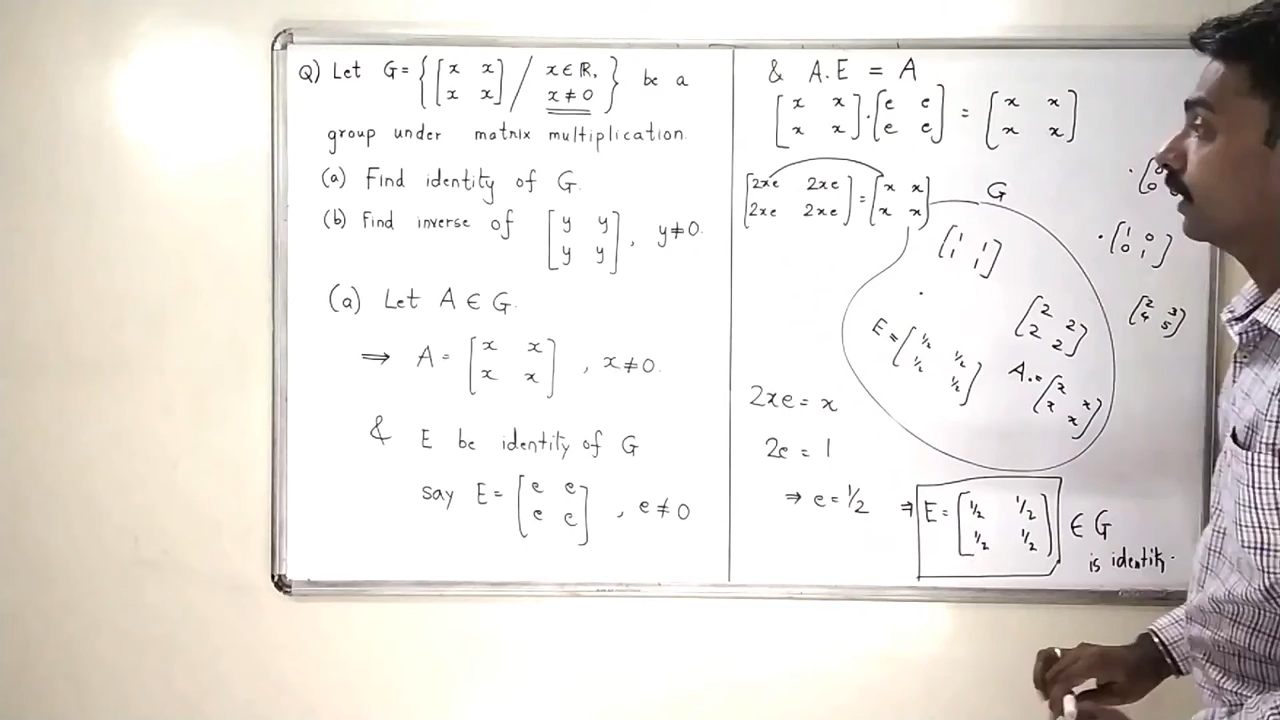 Q) Let G = { [ x x / x x ] / x ∈ ℝ, x ≠ 0 } be a
group under matrix multiplication.
(a) Find identity of G.
(b) Find inverse of [ y y / y y ], y ≠ 0.
(a) Let A ∈ G.
⟹ A = [ x x / x x ], x ≠ 0.
& E be identity of G
say E = [ e e / e e ], e ≠ 0
& A.E = A
[ x x / x x ] . [ e e / e e ] = [ x x / x x ]
[ 2xe 2xe / 2xe 2xe ] = [ x x / x x ]
G
[ 1 1 / 1 1 ]
[ 2 2 / 2 2 ]
E = [ 1/2 1/2 / 1/2 1/2 ]
A. = [ x x / x x ]
· [ 1 0 / 0 1 ]
[ 2 3 / 4 5 ]
2xe = x
2e = 1
⇒ e = 1/2
⇒ E = [ 1/2 1/2 / 1/2 1/2 ] ∈ G
is identity.